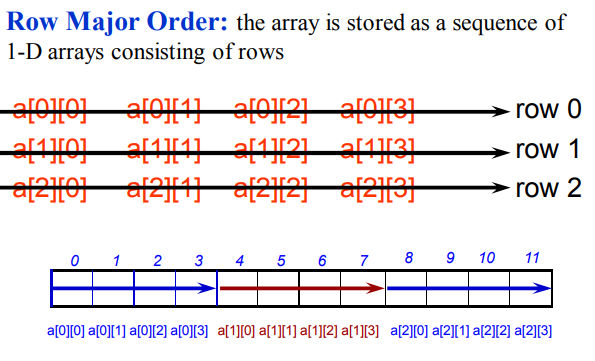 Row Major Order: the array is stored as a sequence of
1-D arrays consisting of rows
a[0][0] a[0][1] a[0][2] a[0][3] row 0
a[1][0] a[1][1] a[1][2] a[1][3] row 1
a[2][0] a[2][1] a[2][2] a[2][3] row 2
0 1 2 3 4 5 6 7 8 9 10 11
a[0][0] a[0][1] a[0][2] a[0][3] a[1][0] a[1][1] a[1][2] a[1][3] a[2][0] a[2][1] a[2][2] a[2][3]